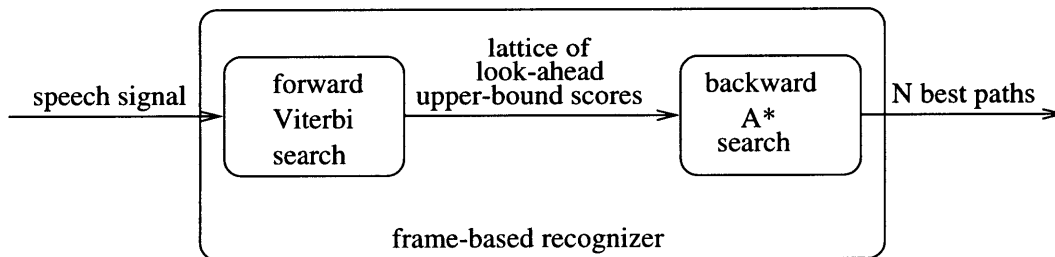 speech signal
forward
Viterbi
search
lattice of
look-ahead
upper-bound scores
backward
A*
search
N best paths
frame-based recognizer